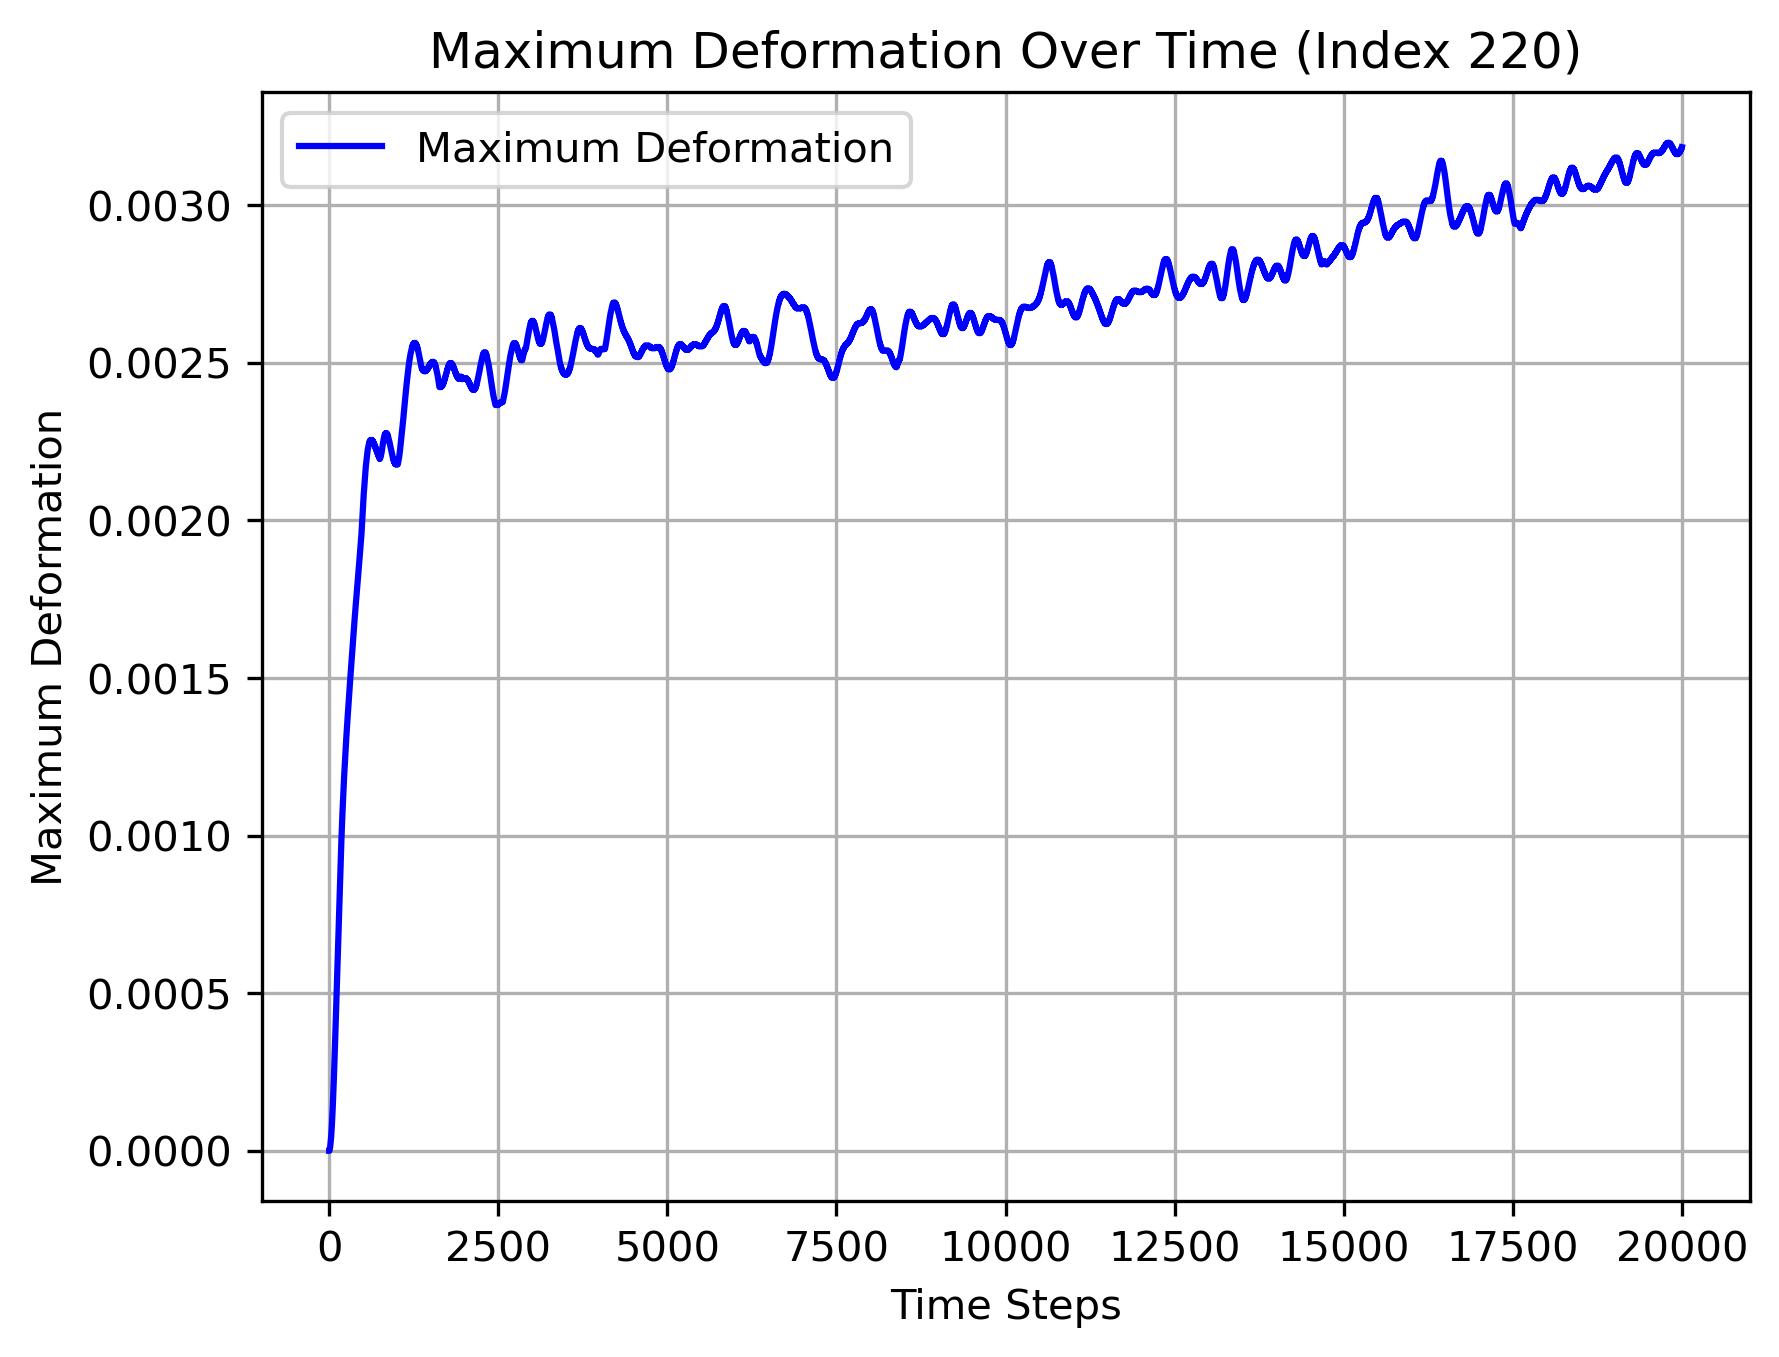 Maximum Deformation Over Time (Index 220)
Maximum Deformation
Maximum Deformation
0.0030
0.0025
0.0020
0.0015
0.0010
0.0005
0.0000
0 2500 5000 7500 10000 12500 15000 17500 20000
Time Steps